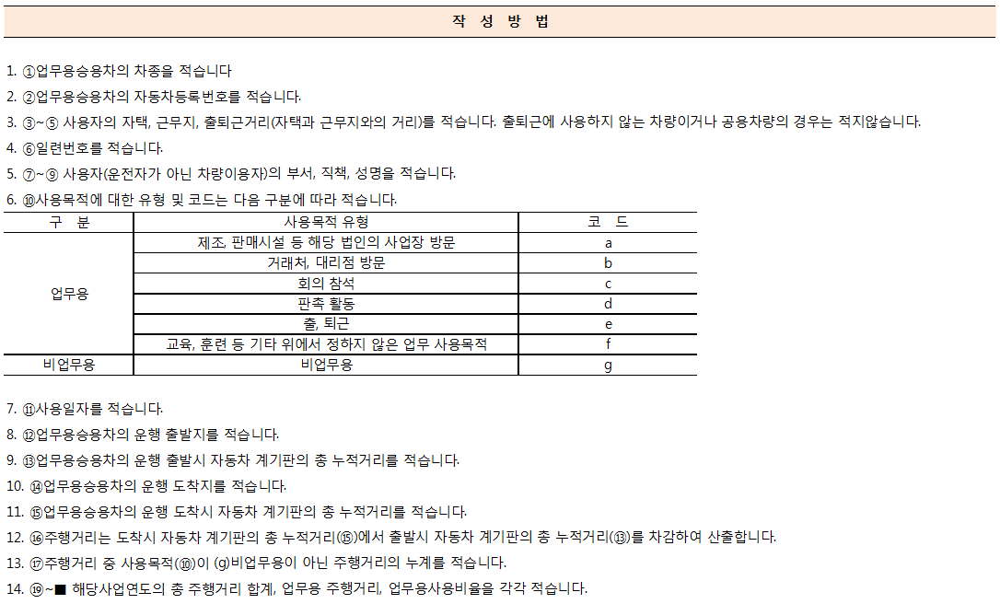 작 성 방 법
1. ①업무용승용차의 차종을 적습니다
2. ②업무용승용차의 자동차등록번호를 적습니다.
3. ③~⑤ 사용자의 자택, 근무지, 출퇴근거리(자택과 근무지와의 거리)를 적습니다. 출퇴근에 사용하지 않는 차량이거나 공용차량의 경우는 적지않습니다.
4. ⑥일련번호를 적습니다.
5. ⑦~⑨ 사용자(운전자가 아닌 차량이용자)의 부서, 직책, 성명을 적습니다.
6. ⑩사용목적에 대한 유형 및 코드는 다음 구분에 따라 적습니다.
구 분 사용목적 유형 코 드
제조, 판매시설 등 해당 법인의 사업장 방문 a
거래처, 대리점 방문 b
회의 참석 c
업무용
판촉 활동 d
출, 퇴근 e
교육, 훈련 등 기타 위에서 정하지 않은 업무 사용목적 f
비업무용 비업무용 g
7. ⑪사용일자를 적습니다.
8. ⑫업무용승용차의 운행 출발지를 적습니다.
9. ⑬업무용승용차의 운행 출발시 자동차 계기판의 총 누적거리를 적습니다.
10. ⑭업무용승용차의 운행 도착지를 적습니다.
11. ⑮업무용승용차의 운행 도착시 자동차 계기판의 총 누적거리를 적습니다.
12. ⑯주행거리는 도착시 자동차 계기판의 총 누적거리(⑮)에서 출발시 자동차 계기판의 총 누적거리(⑬)를 차감하여 산출합니다.
13. ⑰주행거리 중 사용목적(⑩)이 (g)비업무용이 아닌 주행거리의 누계를 적습니다.
14. ⑲~■ 해당사업연도의 총 주행거리 합계, 업무용 주행거리, 업무용사용비율을 각각 적습니다.